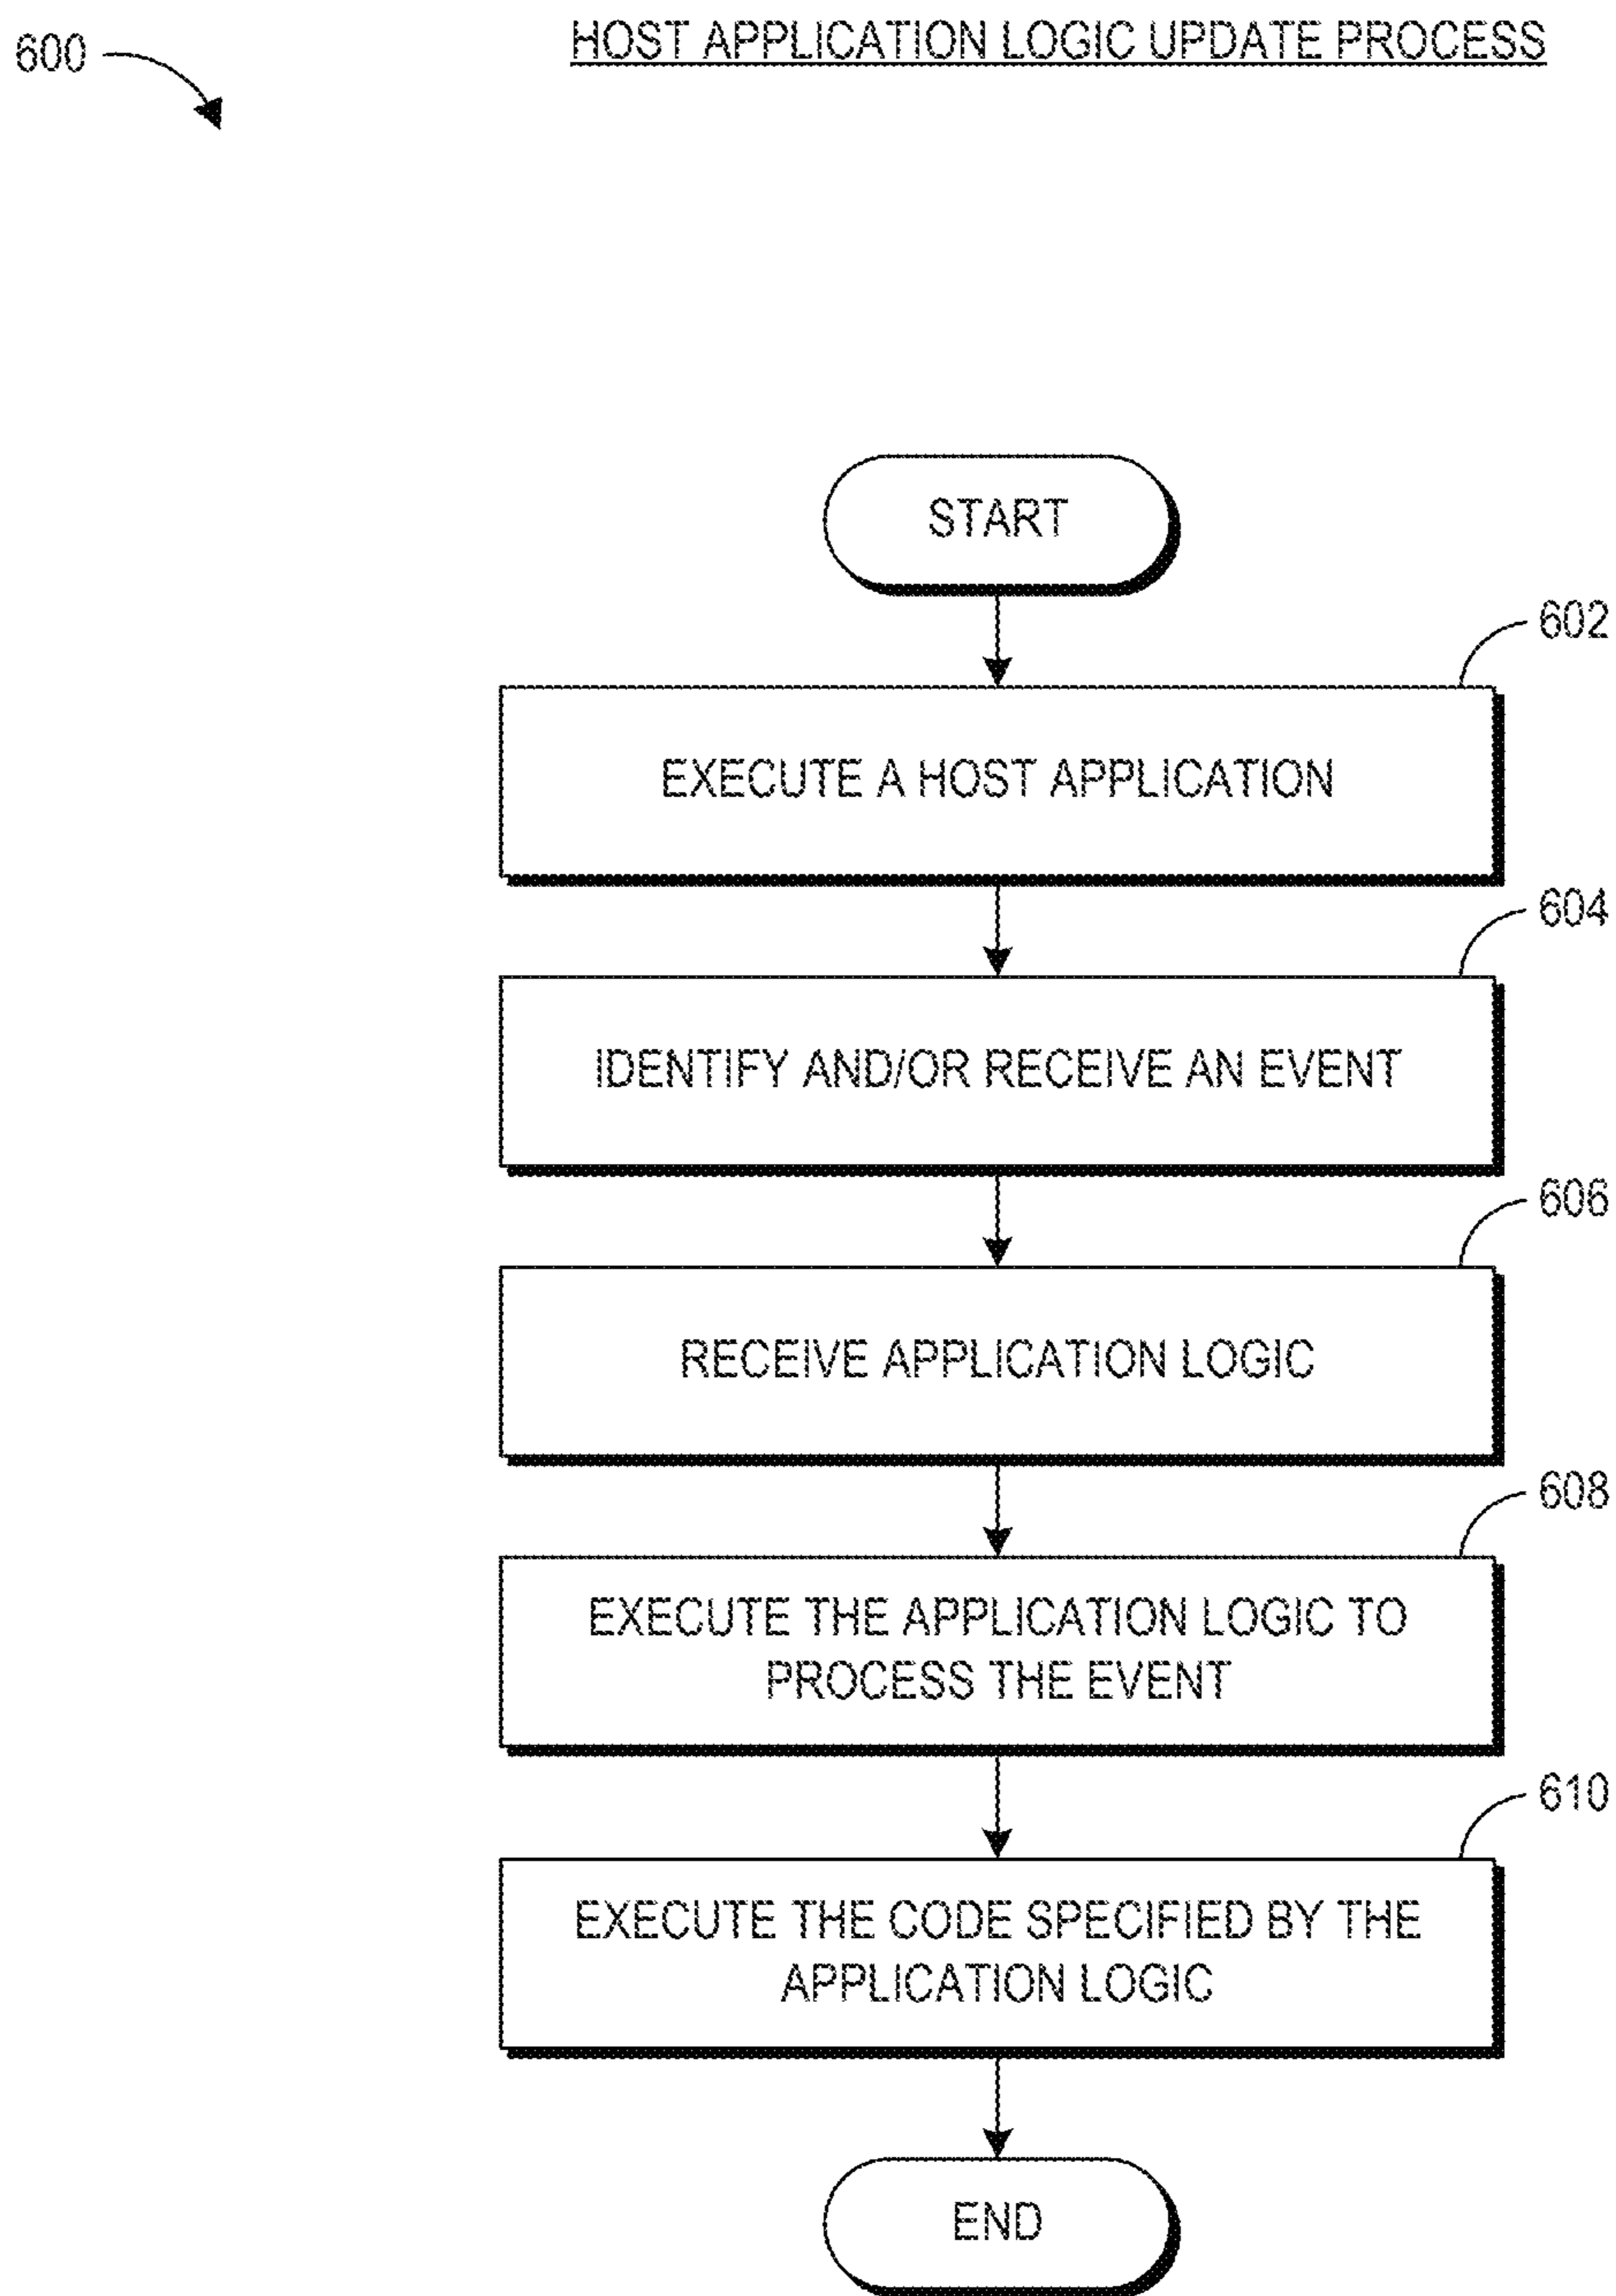 600
HOST APPLICATION LOGIC UPDATE PROCESS
START
602
EXECUTE A HOST APPLICATION
604
IDENTIFY AND/OR RECEIVE AN EVENT
606
RECEIVE APPLICATION LOGIC
608
EXECUTE THE APPLICATION LOGIC TO
PROCESS THE EVENT
610
EXECUTE THE CODE SPECIFIED BY THE
APPLICATION LOGIC
END